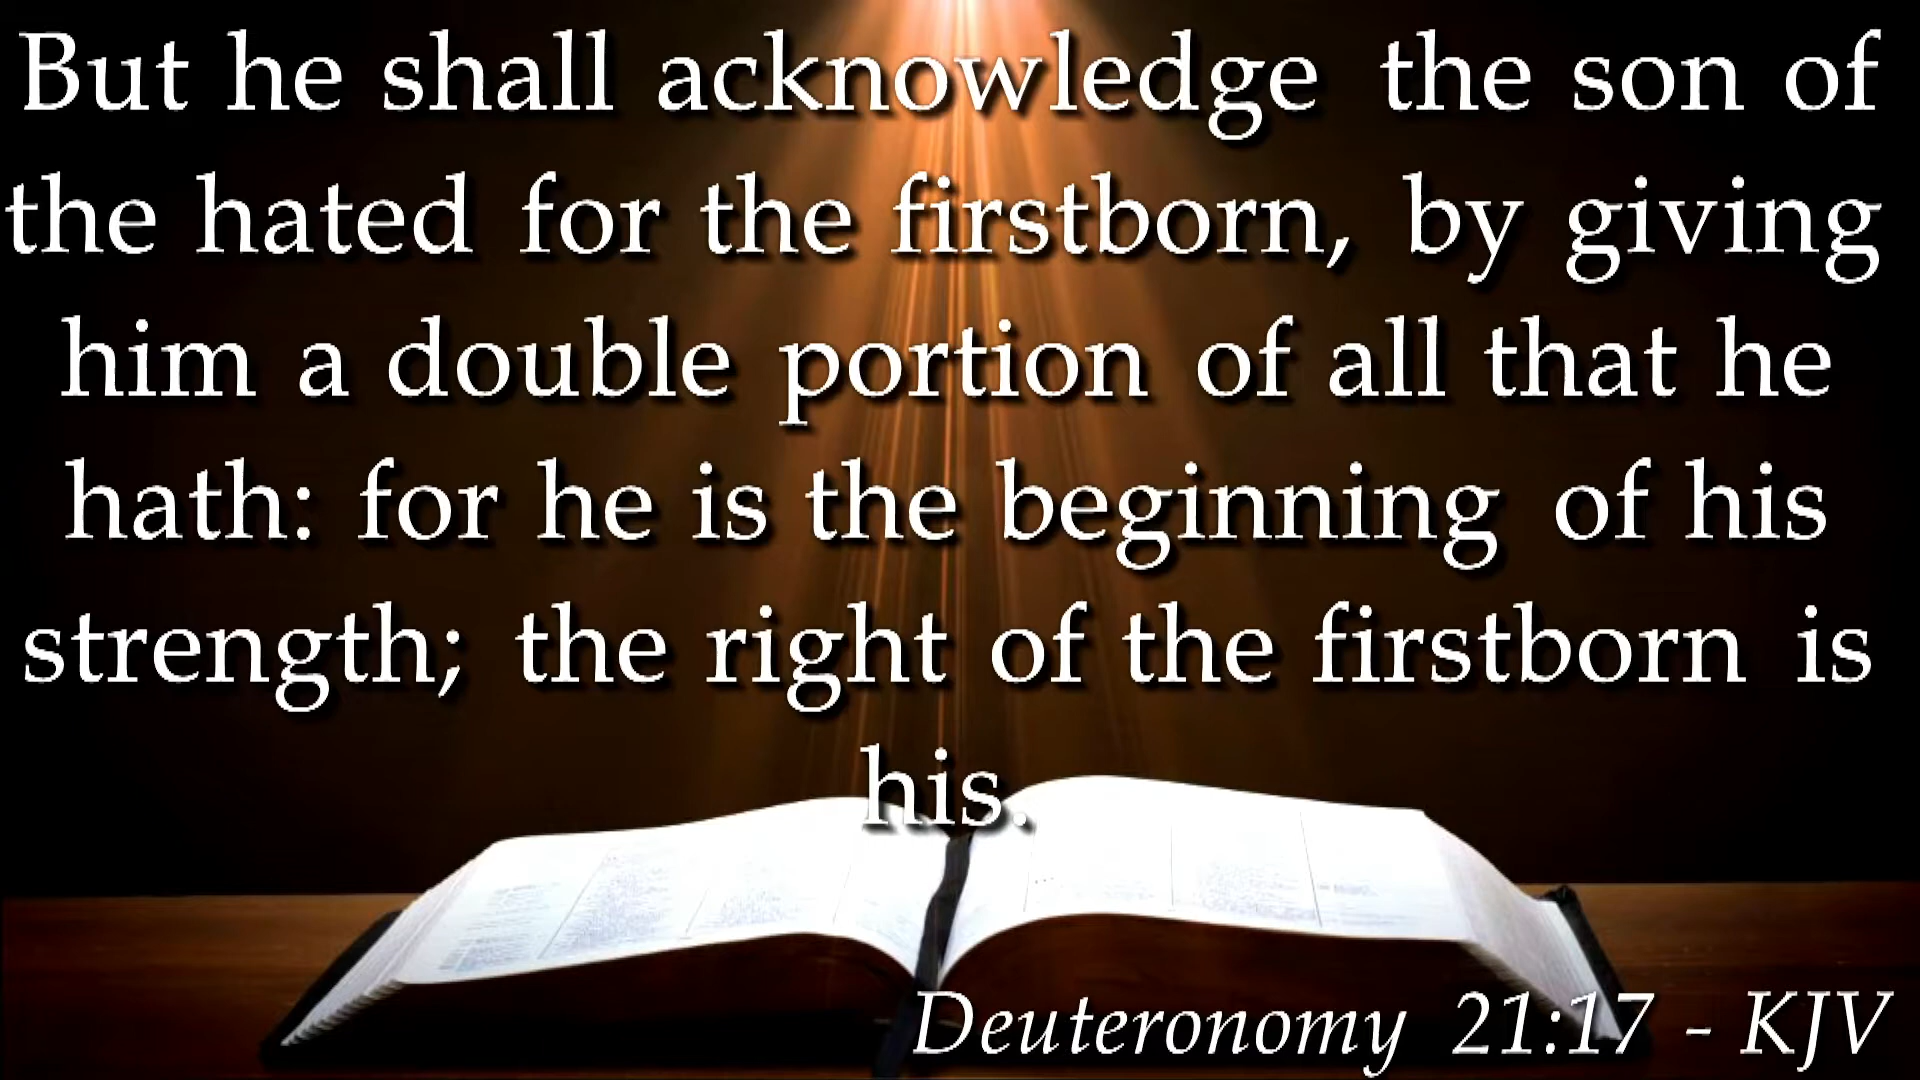 But he shall acknowledge the son of
the hated for the firstborn, by giving
him a double portion of all that he
hath: for he is the beginning of his
strength; the right of the firstborn is
his.
Deuteronomy 21:17 - KJV